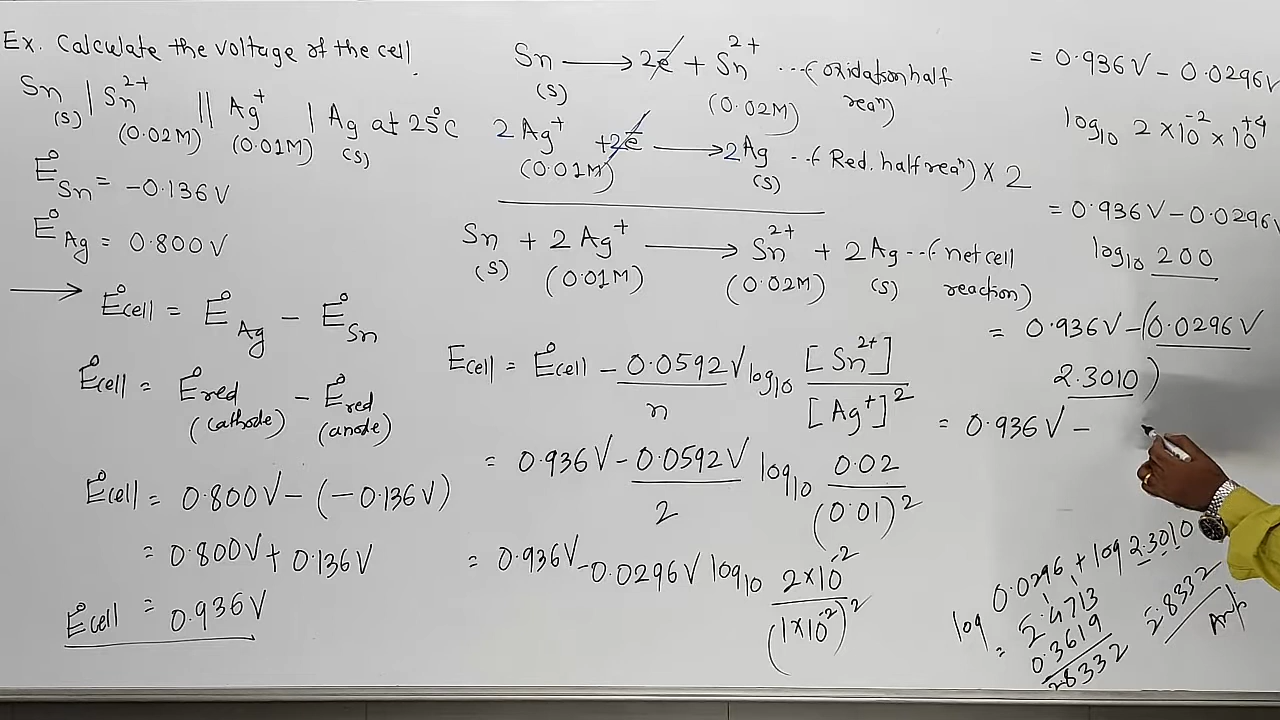 Ex. Calculate the voltage of the cell
Sn(s) | Sn²⁺ (0.02M) || Ag⁺ (0.01M) | Ag(s) at 25°C
E°Sn = -0.136V
E°Ag = 0.800V
→ E°cell = E°Ag - E°Sn
E°cell = E°red (cathode) - E°red (anode)
E°cell = 0.800V - (-0.136V)
= 0.800V + 0.136V
E°cell = 0.936V
Sn(s) → 2e⁻ + Sn²⁺ (0.02M) ---(oxidation half reaⁿ)
2Ag⁺ (0.01M) + 2e⁻ → 2Ag(s) --(Red. half reaⁿ) × 2
Sn(s) + 2Ag⁺ (0.01M) → Sn²⁺ (0.02M) + 2Ag(s) --(net cell reaction)
Ecell = E°cell - 0.0592V/n log₁₀ [Sn²⁺]/[Ag⁺]²
= 0.936V - 0.0592V/2 log₁₀ 0.02/(0.01)²
= 0.936V - 0.0296V log₁₀ 2×10⁻²/(1×10⁻²)²
= 0.936V - 0.0296V
log₁₀ 2×10⁻²×10⁺⁴
= 0.936V - 0.0296V
log₁₀ 200
= 0.936V - (0.0296V
2.3010)
= 0.936V -
log 0.0296 + log 2.3010
= 2̄.4713
0.3619
2̄.8332
2̄.8332